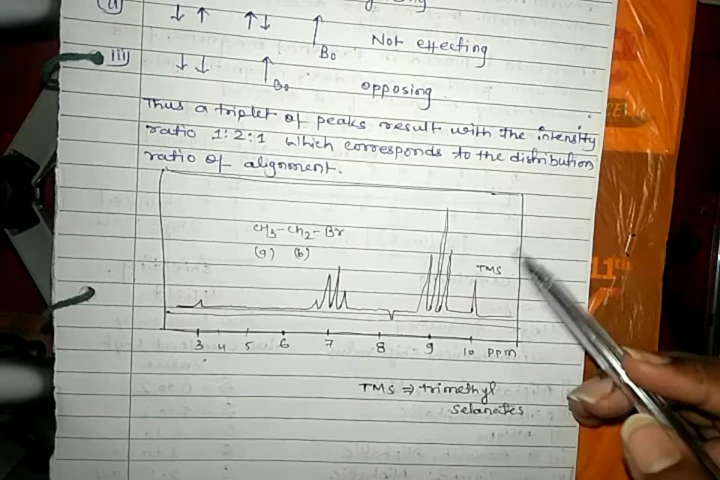 (ii) ↓ ↑ ↑ ↓ B₀ Not effecting
iii) ↓ ↓ B₀ opposing
Thus a triplet of peaks result with the intensity
ratio 1:2:1 which corresponds to the distribution
ratio of alignment.
CH₃-CH₂-Br
(a) (b)
TMS
3 4 5 6 7 8 9 10 PPM
TMS ⇒ trimethyl